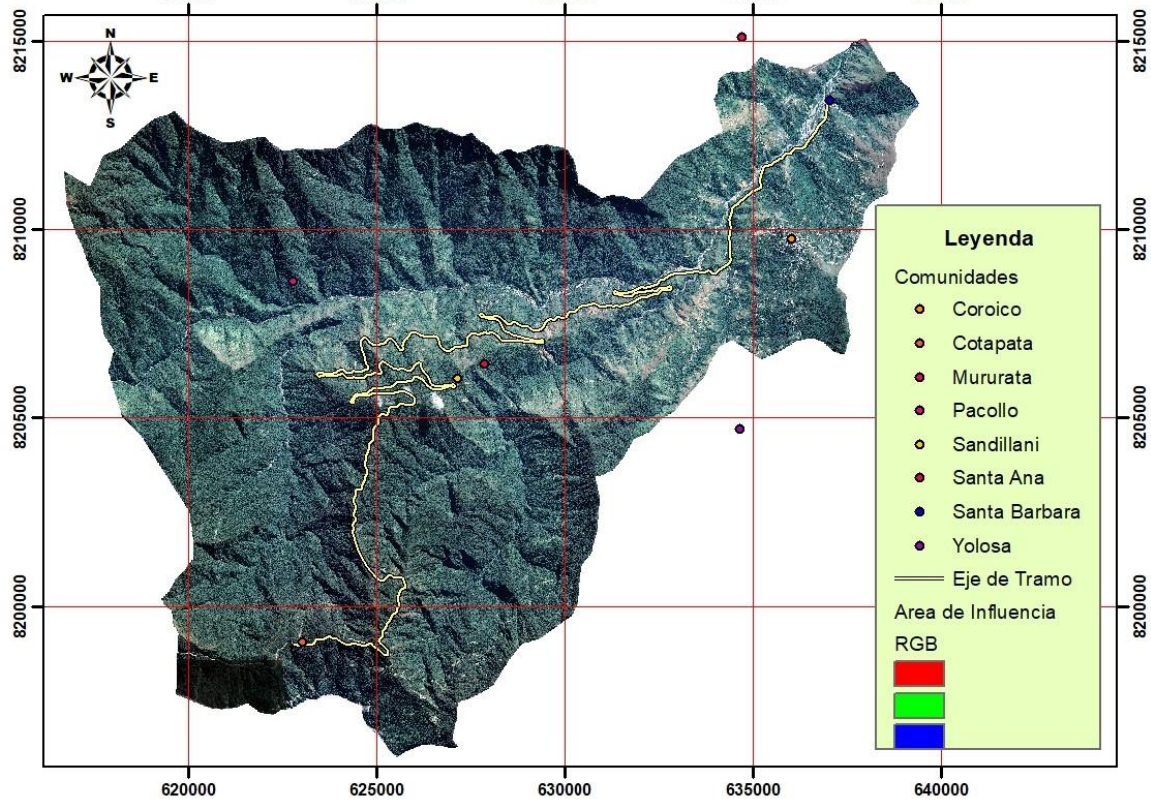 N
W E
S
8215000
8210000
8205000
8200000
8215000
8210000
8205000
8200000
Leyenda
Comunidades
Coroico
Cotapata
Mururata
Pacollo
Sandillani
Santa Ana
Santa Barbara
Yolosa
Eje de Tramo
Area de Influencia
RGB
620000 625000 630000 635000 640000